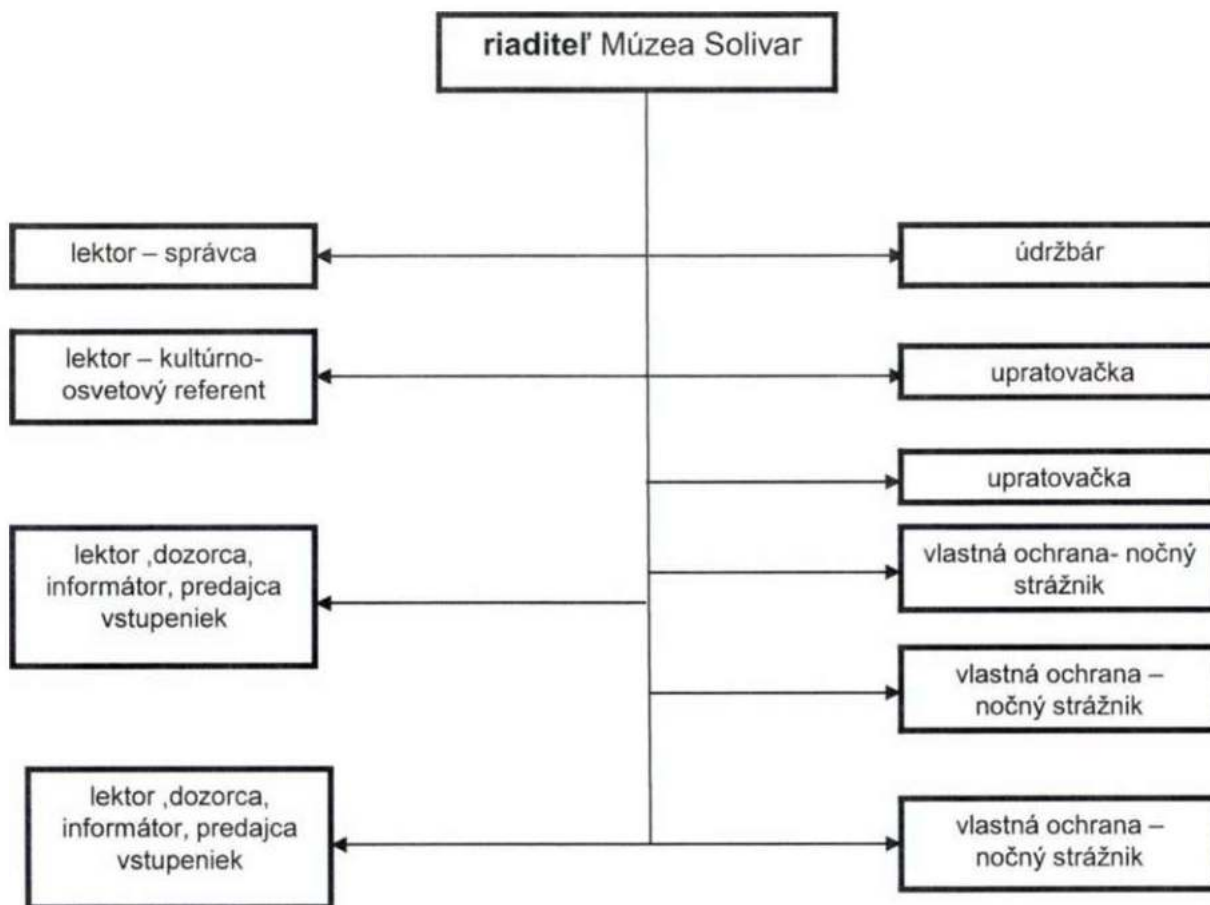 riaditeľ Múzea Solivar
lektor – správca
údržbár
lektor – kultúrno-
osvetový referent
upratovačka
upratovačka
lektor ,dozorca,
informátor, predajca
vstupeniek
vlastná ochrana- nočný
strážnik
vlastná ochrana –
nočný strážnik
lektor ,dozorca,
informátor, predajca
vstupeniek
vlastná ochrana –
nočný strážnik